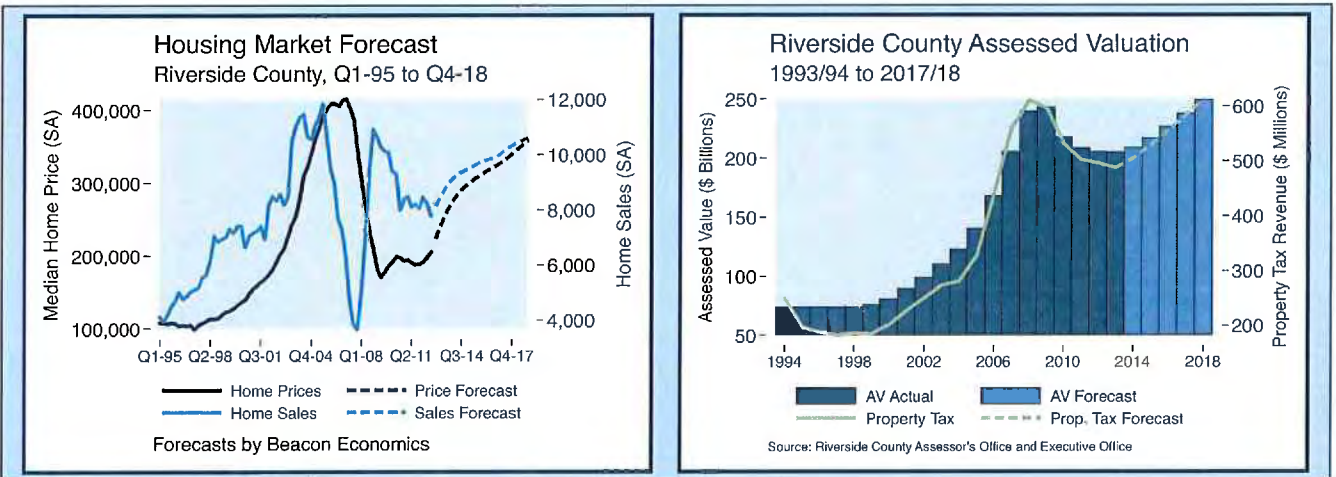 Housing Market Forecast
Riverside County, Q1-95 to Q4-18
Median Home Price (SA)
400,000
300,000
200,000
100,000
12,000
10,000
8,000
6,000
4,000
Home Sales (SA)
Q1-95 Q2-98 Q3-01 Q4-04 Q1-08 Q2-11 Q3-14 Q4-17
Home Prices Price Forecast
Home Sales Sales Forecast
Forecasts by Beacon Economics
Riverside County Assessed Valuation
1993/94 to 2017/18
Assessed Value ($ Billions)
250
200
150
100
50
600
500
400
300
200
Property Tax Revenue ($ Millions)
1994 1998 2002 2006 2010 2014 2018
AV Actual AV Forecast
Property Tax Prop. Tax Forecast
Source: Riverside County Assessor's Office and Executive Office